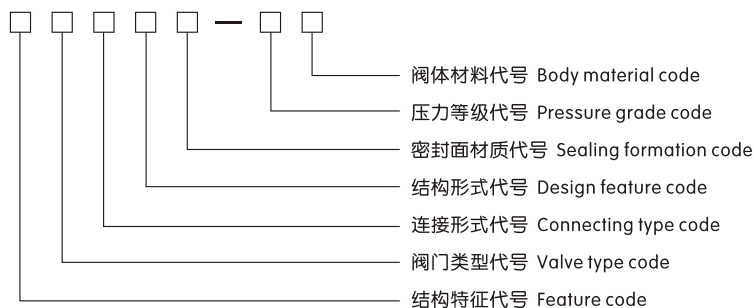 阀体材料代号 Body material code
压力等级代号 Pressure grade code
密封面材质代号 Sealing formation code
结构形式代号 Design feature code
连接形式代号 Connecting type code
阀门类型代号 Valve type code
结构特征代号 Feature code